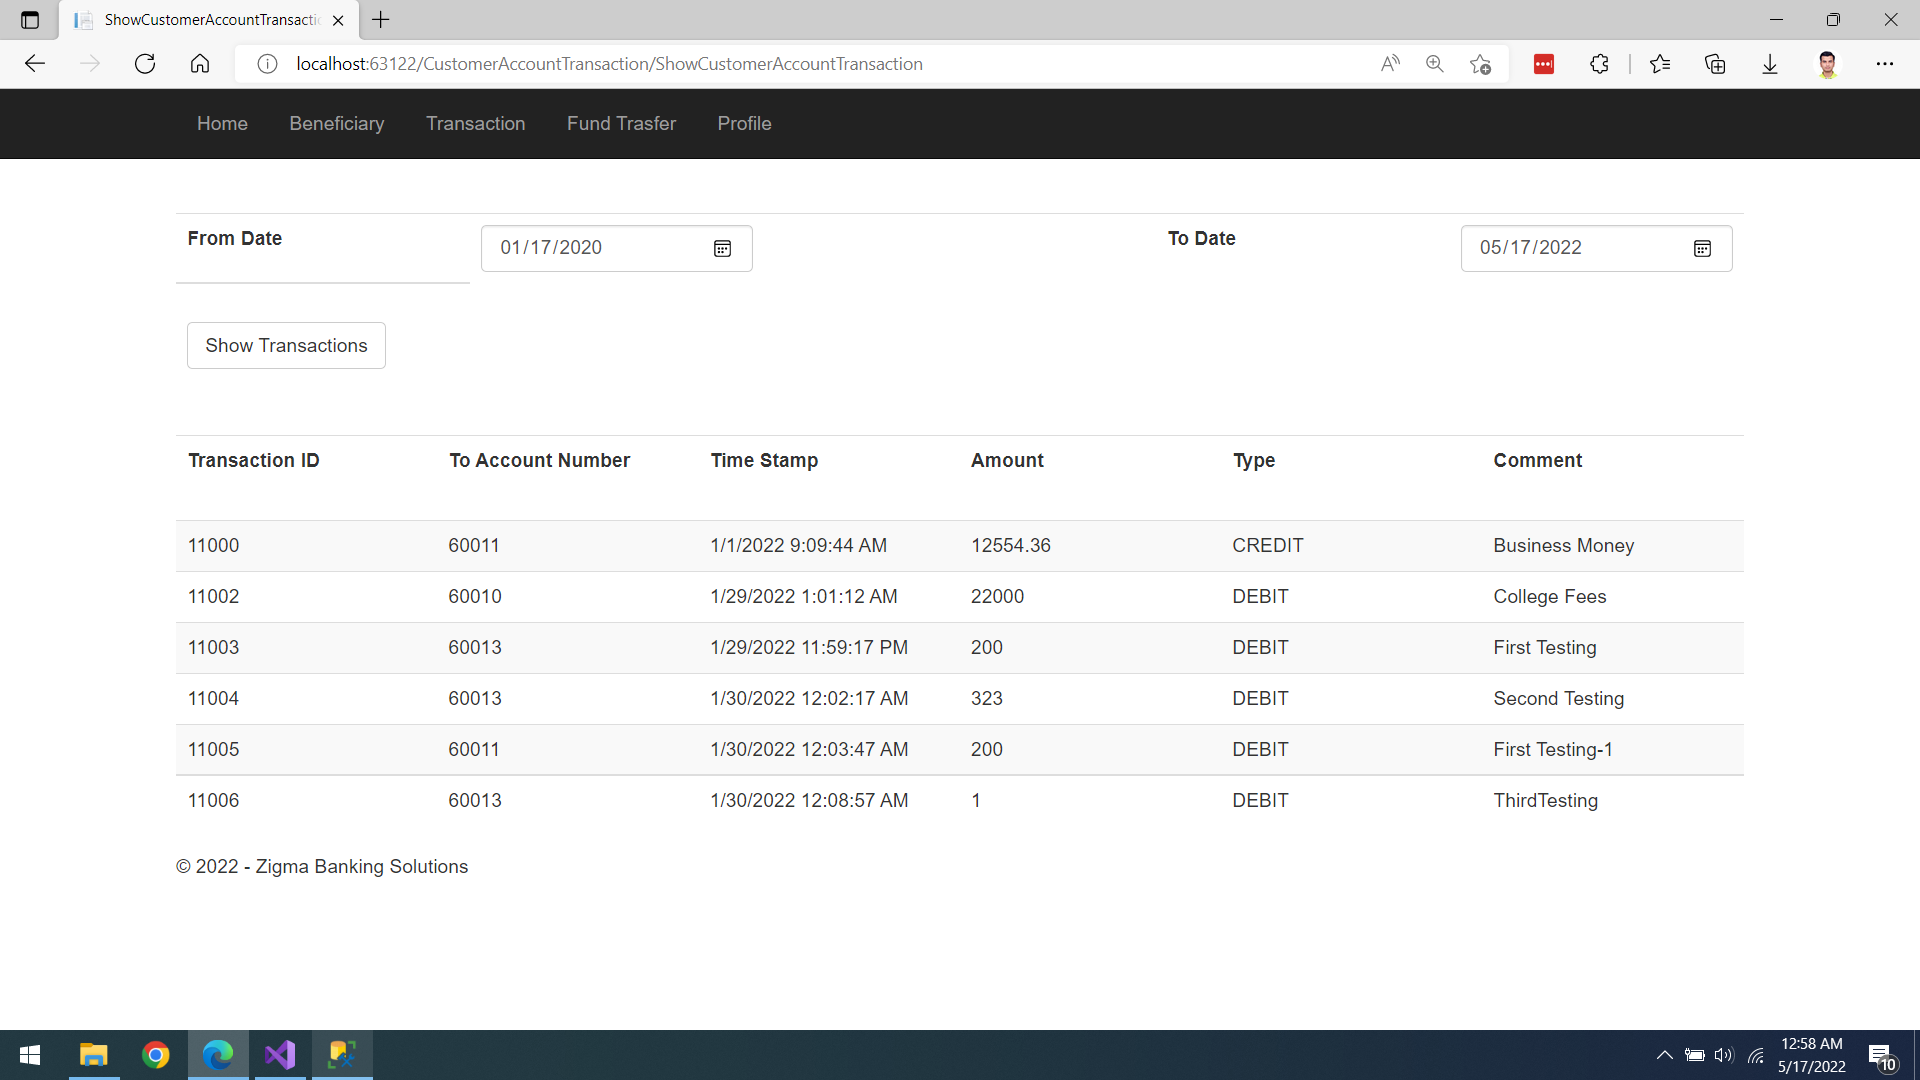 ShowCustomerAccountTransactio
localhost:63122/CustomerAccountTransaction/ShowCustomerAccountTransaction
Home Beneficiary Transaction Fund Trasfer Profile
From Date 01/17/2020 To Date 05/17/2022
Show Transactions
Transaction ID To Account Number Time Stamp Amount Type Comment
11000 60011 1/1/2022 9:09:44 AM 12554.36 CREDIT Business Money
11002 60010 1/29/2022 1:01:12 AM 22000 DEBIT College Fees
11003 60013 1/29/2022 11:59:17 PM 200 DEBIT First Testing
11004 60013 1/30/2022 12:02:17 AM 323 DEBIT Second Testing
11005 60011 1/30/2022 12:03:47 AM 200 DEBIT First Testing-1
11006 60013 1/30/2022 12:08:57 AM 1 DEBIT ThirdTesting
© 2022 - Zigma Banking Solutions
12:58 AM
5/17/2022
10